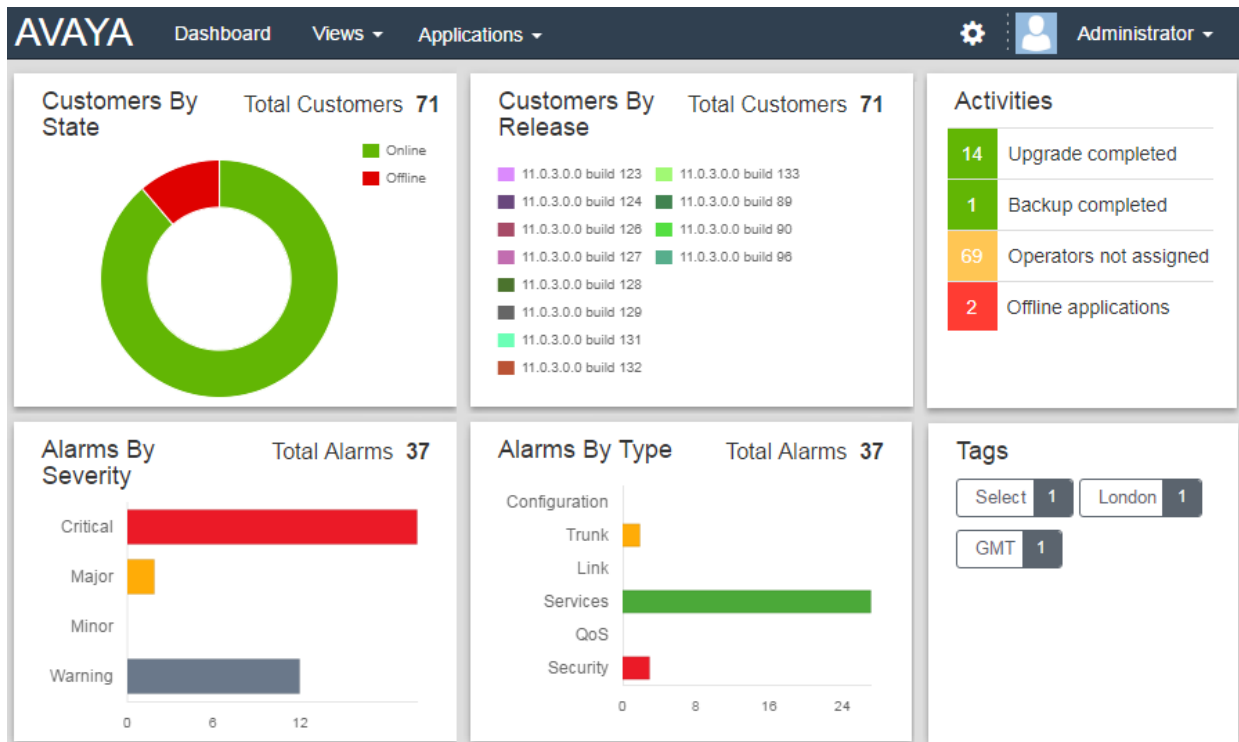 AVAYA Dashboard Views Applications Administrator
Customers By State
Total Customers 71
Online
Offline
Customers By Release
Total Customers 71
11.0.3.0.0 build 123
11.0.3.0.0 build 124
11.0.3.0.0 build 126
11.0.3.0.0 build 127
11.0.3.0.0 build 128
11.0.3.0.0 build 129
11.0.3.0.0 build 131
11.0.3.0.0 build 132
11.0.3.0.0 build 133
11.0.3.0.0 build 89
11.0.3.0.0 build 90
11.0.3.0.0 build 96
Activities
14 Upgrade completed
1 Backup completed
69 Operators not assigned
2 Offline applications
Alarms By Severity
Total Alarms 37
Critical
Major
Minor
Warning
0 6 12
Alarms By Type
Total Alarms 37
Configuration
Trunk
Link
Services
QoS
Security
0 8 16 24
Tags
Select 1 London 1
GMT 1